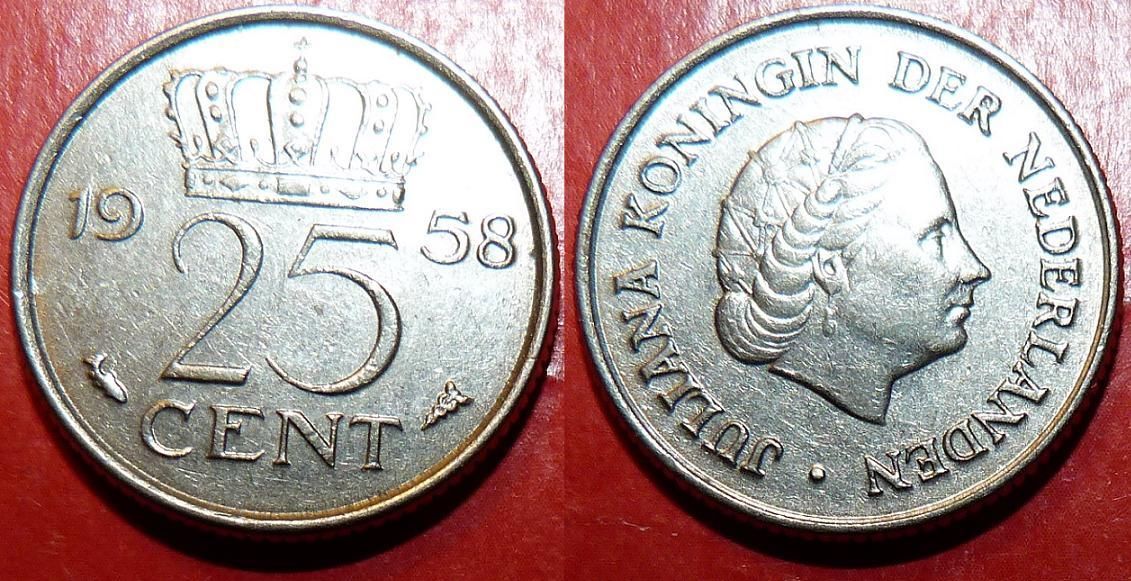 19 58
25
CENT
JULIANA KONINGIN DER NEDERLANDEN